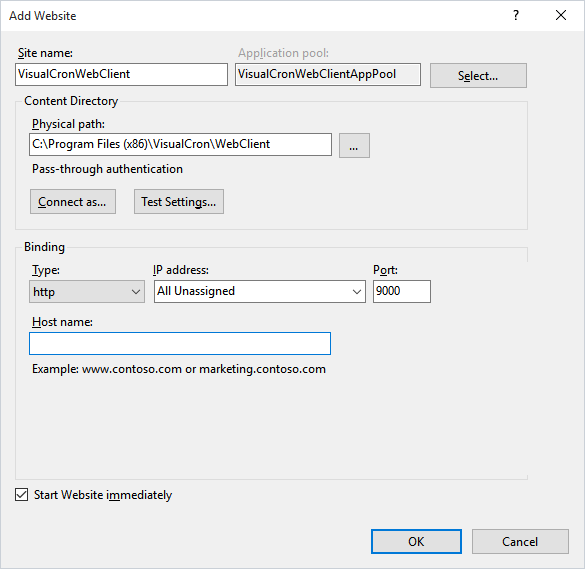 Add Website
?
Site name: Application pool:
VisualCronWebClient VisualCronWebClientAppPool Select...
Content Directory
Physical path:
C:\Program Files (x86)\VisualCron\WebClient ...
Pass-through authentication
Connect as... Test Settings...
Binding
Type: IP address: Port:
http All Unassigned 9000
Host name:
Example: www.contoso.com or marketing.contoso.com
Start Website immediately
OK Cancel